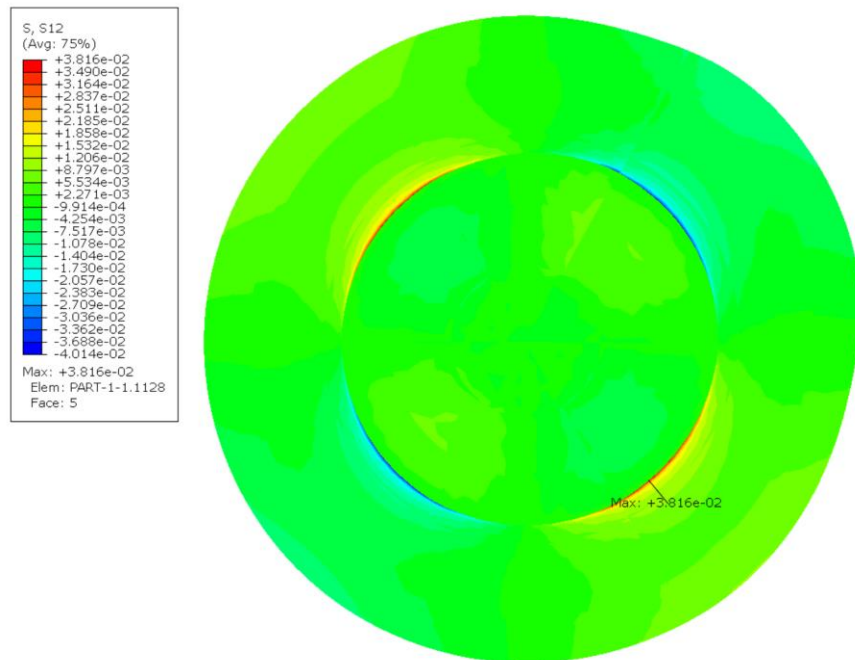 S, S12
(Avg: 75%)
+3.816e-02
+3.490e-02
+3.164e-02
+2.837e-02
+2.511e-02
+2.185e-02
+1.858e-02
+1.532e-02
+1.206e-02
+8.797e-03
+5.534e-03
+2.271e-03
-9.914e-04
-4.254e-03
-7.517e-03
-1.078e-02
-1.404e-02
-1.730e-02
-2.057e-02
-2.383e-02
-2.709e-02
-3.036e-02
-3.362e-02
-3.688e-02
-4.014e-02
Max: +3.816e-02
Elem: PART-1-1.1128
Face: 5
Max: +3.816e-02